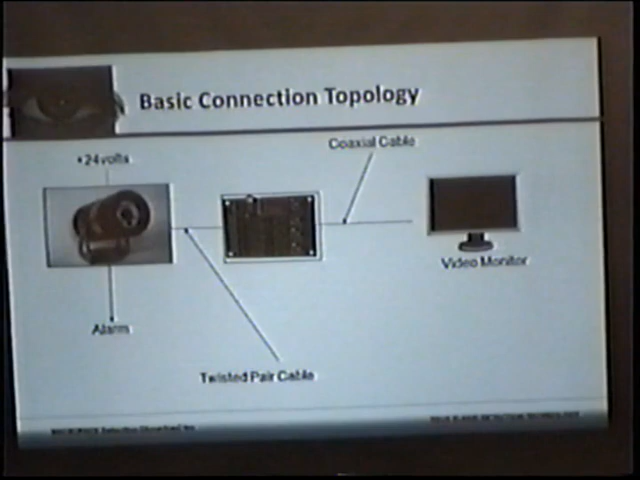 Basic Connection Topology
Coaxial Cable
+24volts
Video Monitor
Alarm
Twisted Pair Cable